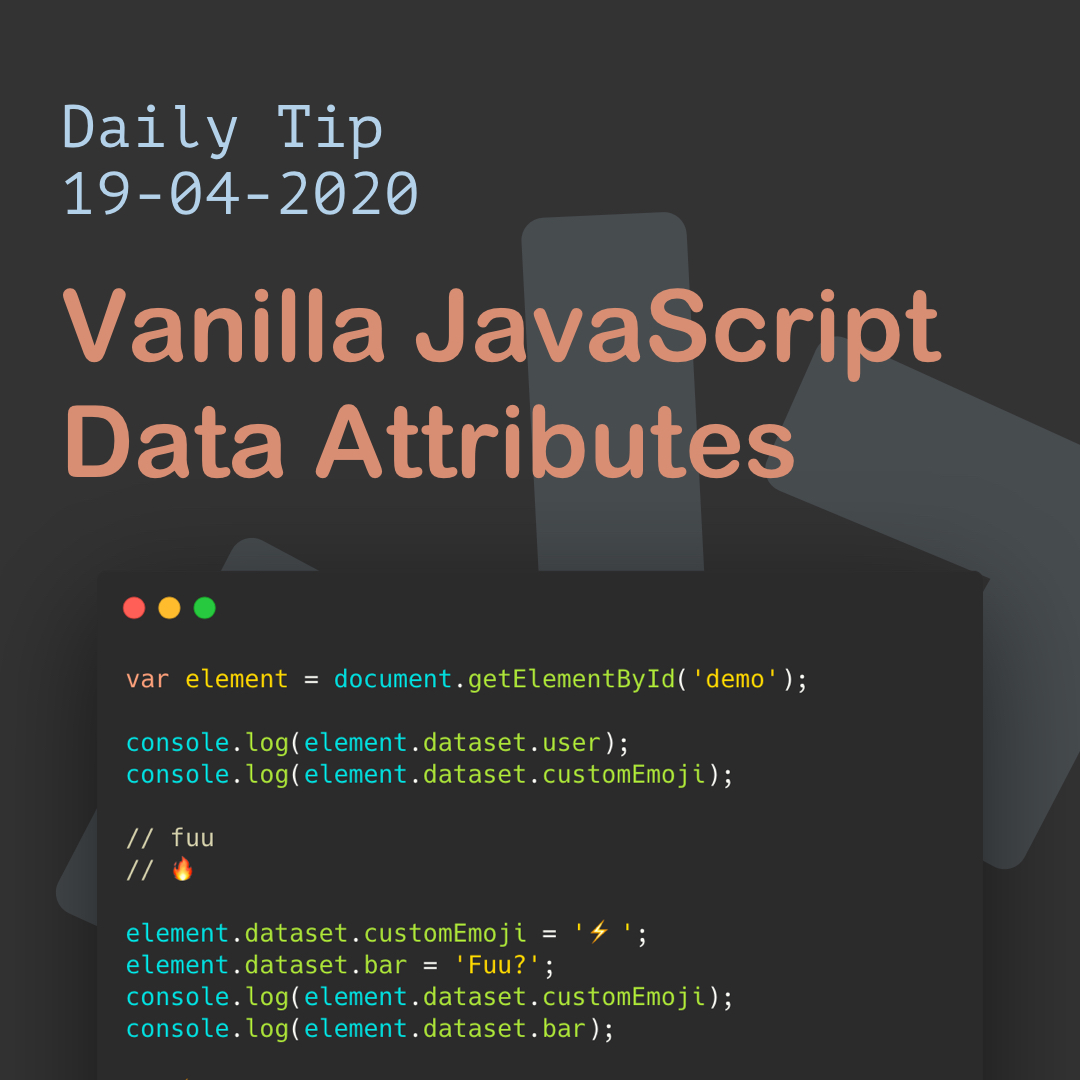 Daily Tip
19-04-2020
Vanilla JavaScript
Data Attributes
var element = document.getElementById('demo');
console.log(element.dataset.user);
console.log(element.dataset.customEmoji);
// fuu
// 🔥
element.dataset.customEmoji = '⚡ ';
element.dataset.bar = 'Fuu?';
console.log(element.dataset.customEmoji);
console.log(element.dataset.bar);